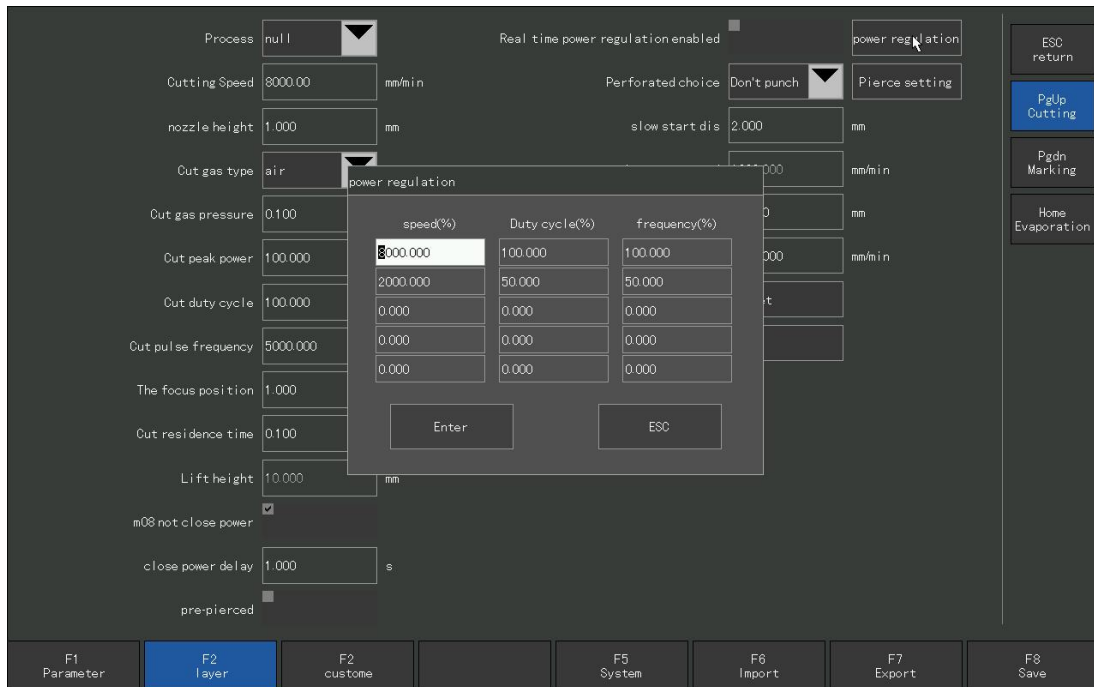 Process null
Real time power regulation enabled
power regulation
Cutting Speed 8000.00 mm/min
Perforated choice Don't punch
Pierce setting
nozzle height 1.000 mm
slow start dis 2.000 mm
Cut gas type air
000 mm/min
Cut gas pressure 0.100
mm
Cut peak power 100.000
000 mm/min
Cut duty cycle 100.000
Cut pulse frequency 5000.000
The focus position 1.000
Cut residence time 0.100
Lift height 10.000 mm
m08 not close power
close power delay 1.000 s
pre-pierced
power regulation
speed(%) Duty cycle(%) frequency(%)
8000.000 100.000 100.000
2000.000 50.000 50.000
0.000 0.000 0.000
0.000 0.000 0.000
0.000 0.000 0.000
Enter ESC
ESC
return
PgUp
Cutting
Pgdn
Marking
Home
Evaporation
F1
Parameter
F2
layer
F2
custome
F5
System
F6
Import
F7
Export
F8
Save